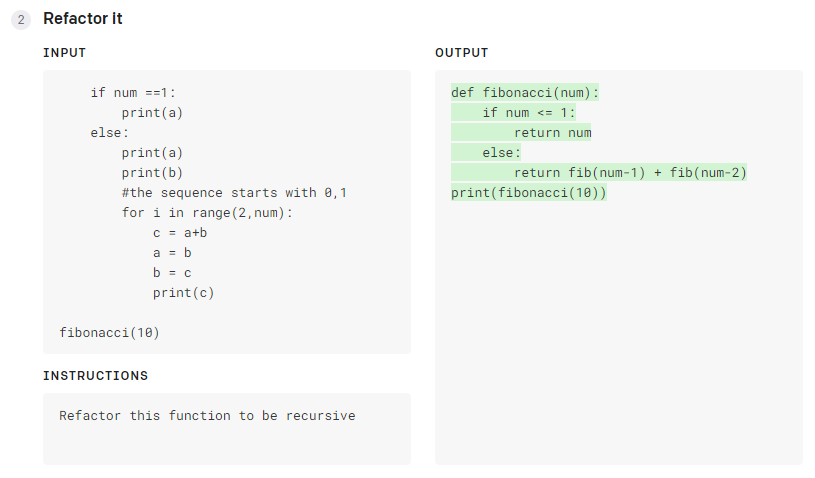 2 Refactor it
INPUT
    if num ==1:
        print(a)
    else:
        print(a)
        print(b)
        #the sequence starts with 0,1
        for i in range(2,num):
            c = a+b
            a = b
            b = c
            print(c)
fibonacci(10)
INSTRUCTIONS
Refactor this function to be recursive
OUTPUT
def fibonacci(num):
    if num <= 1:
        return num
    else:
        return fib(num-1) + fib(num-2)
print(fibonacci(10))